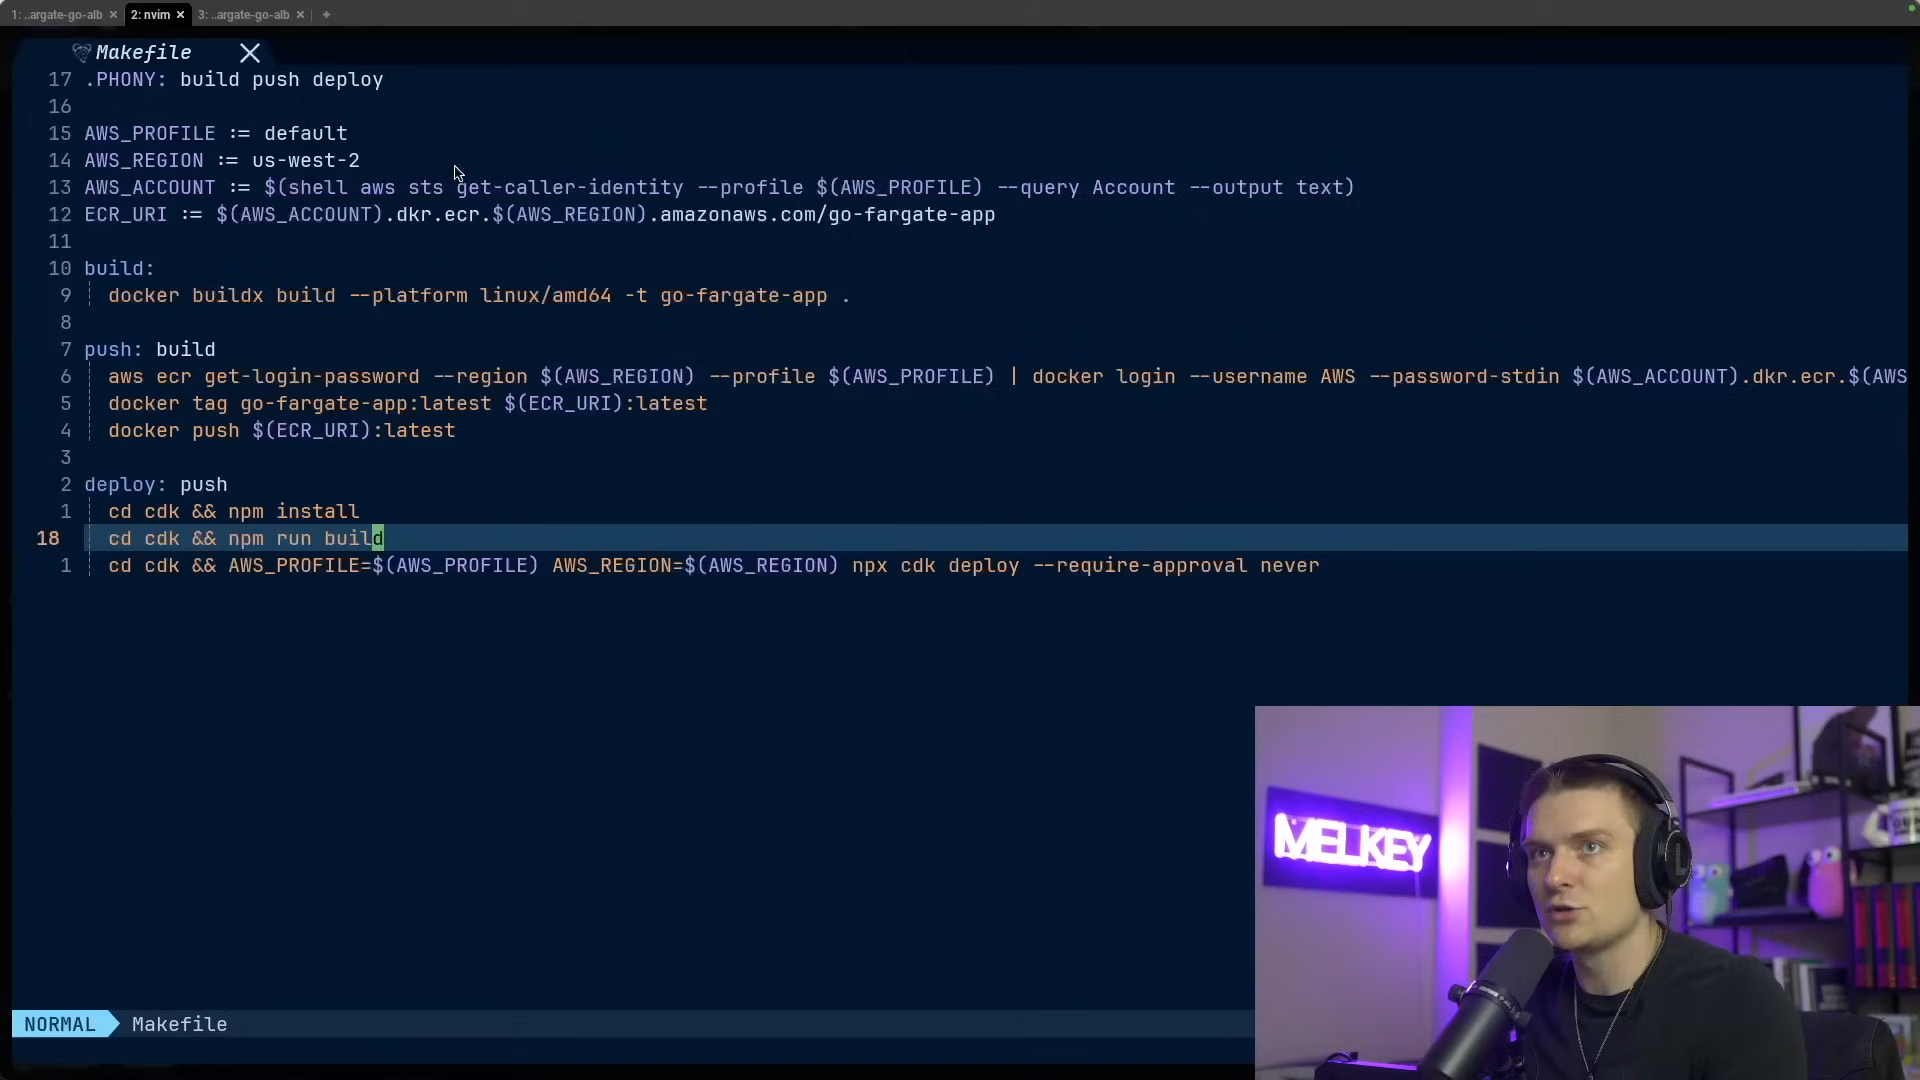 1: ..argate-go-alb × 2: nvim × 3: ..argate-go-alb × +
Makefile
17 .PHONY: build push deploy
16
15 AWS_PROFILE := default
14 AWS_REGION := us-west-2
13 AWS_ACCOUNT := $(shell aws sts get-caller-identity --profile $(AWS_PROFILE) --query Account --output text)
12 ECR_URI := $(AWS_ACCOUNT).dkr.ecr.$(AWS_REGION).amazonaws.com/go-fargate-app
11
10 build:
9 docker buildx build --platform linux/amd64 -t go-fargate-app .
8
7 push: build
6 aws ecr get-login-password --region $(AWS_REGION) --profile $(AWS_PROFILE) | docker login --username AWS --password-stdin $(AWS_ACCOUNT).dkr.ecr.$(AWS
5 docker tag go-fargate-app:latest $(ECR_URI):latest
4 docker push $(ECR_URI):latest
3
2 deploy: push
1 cd cdk && npm install
18 cd cdk && npm run build
1 cd cdk && AWS_PROFILE=$(AWS_PROFILE) AWS_REGION=$(AWS_REGION) npx cdk deploy --require-approval never
MELKEY
NORMAL Makefile